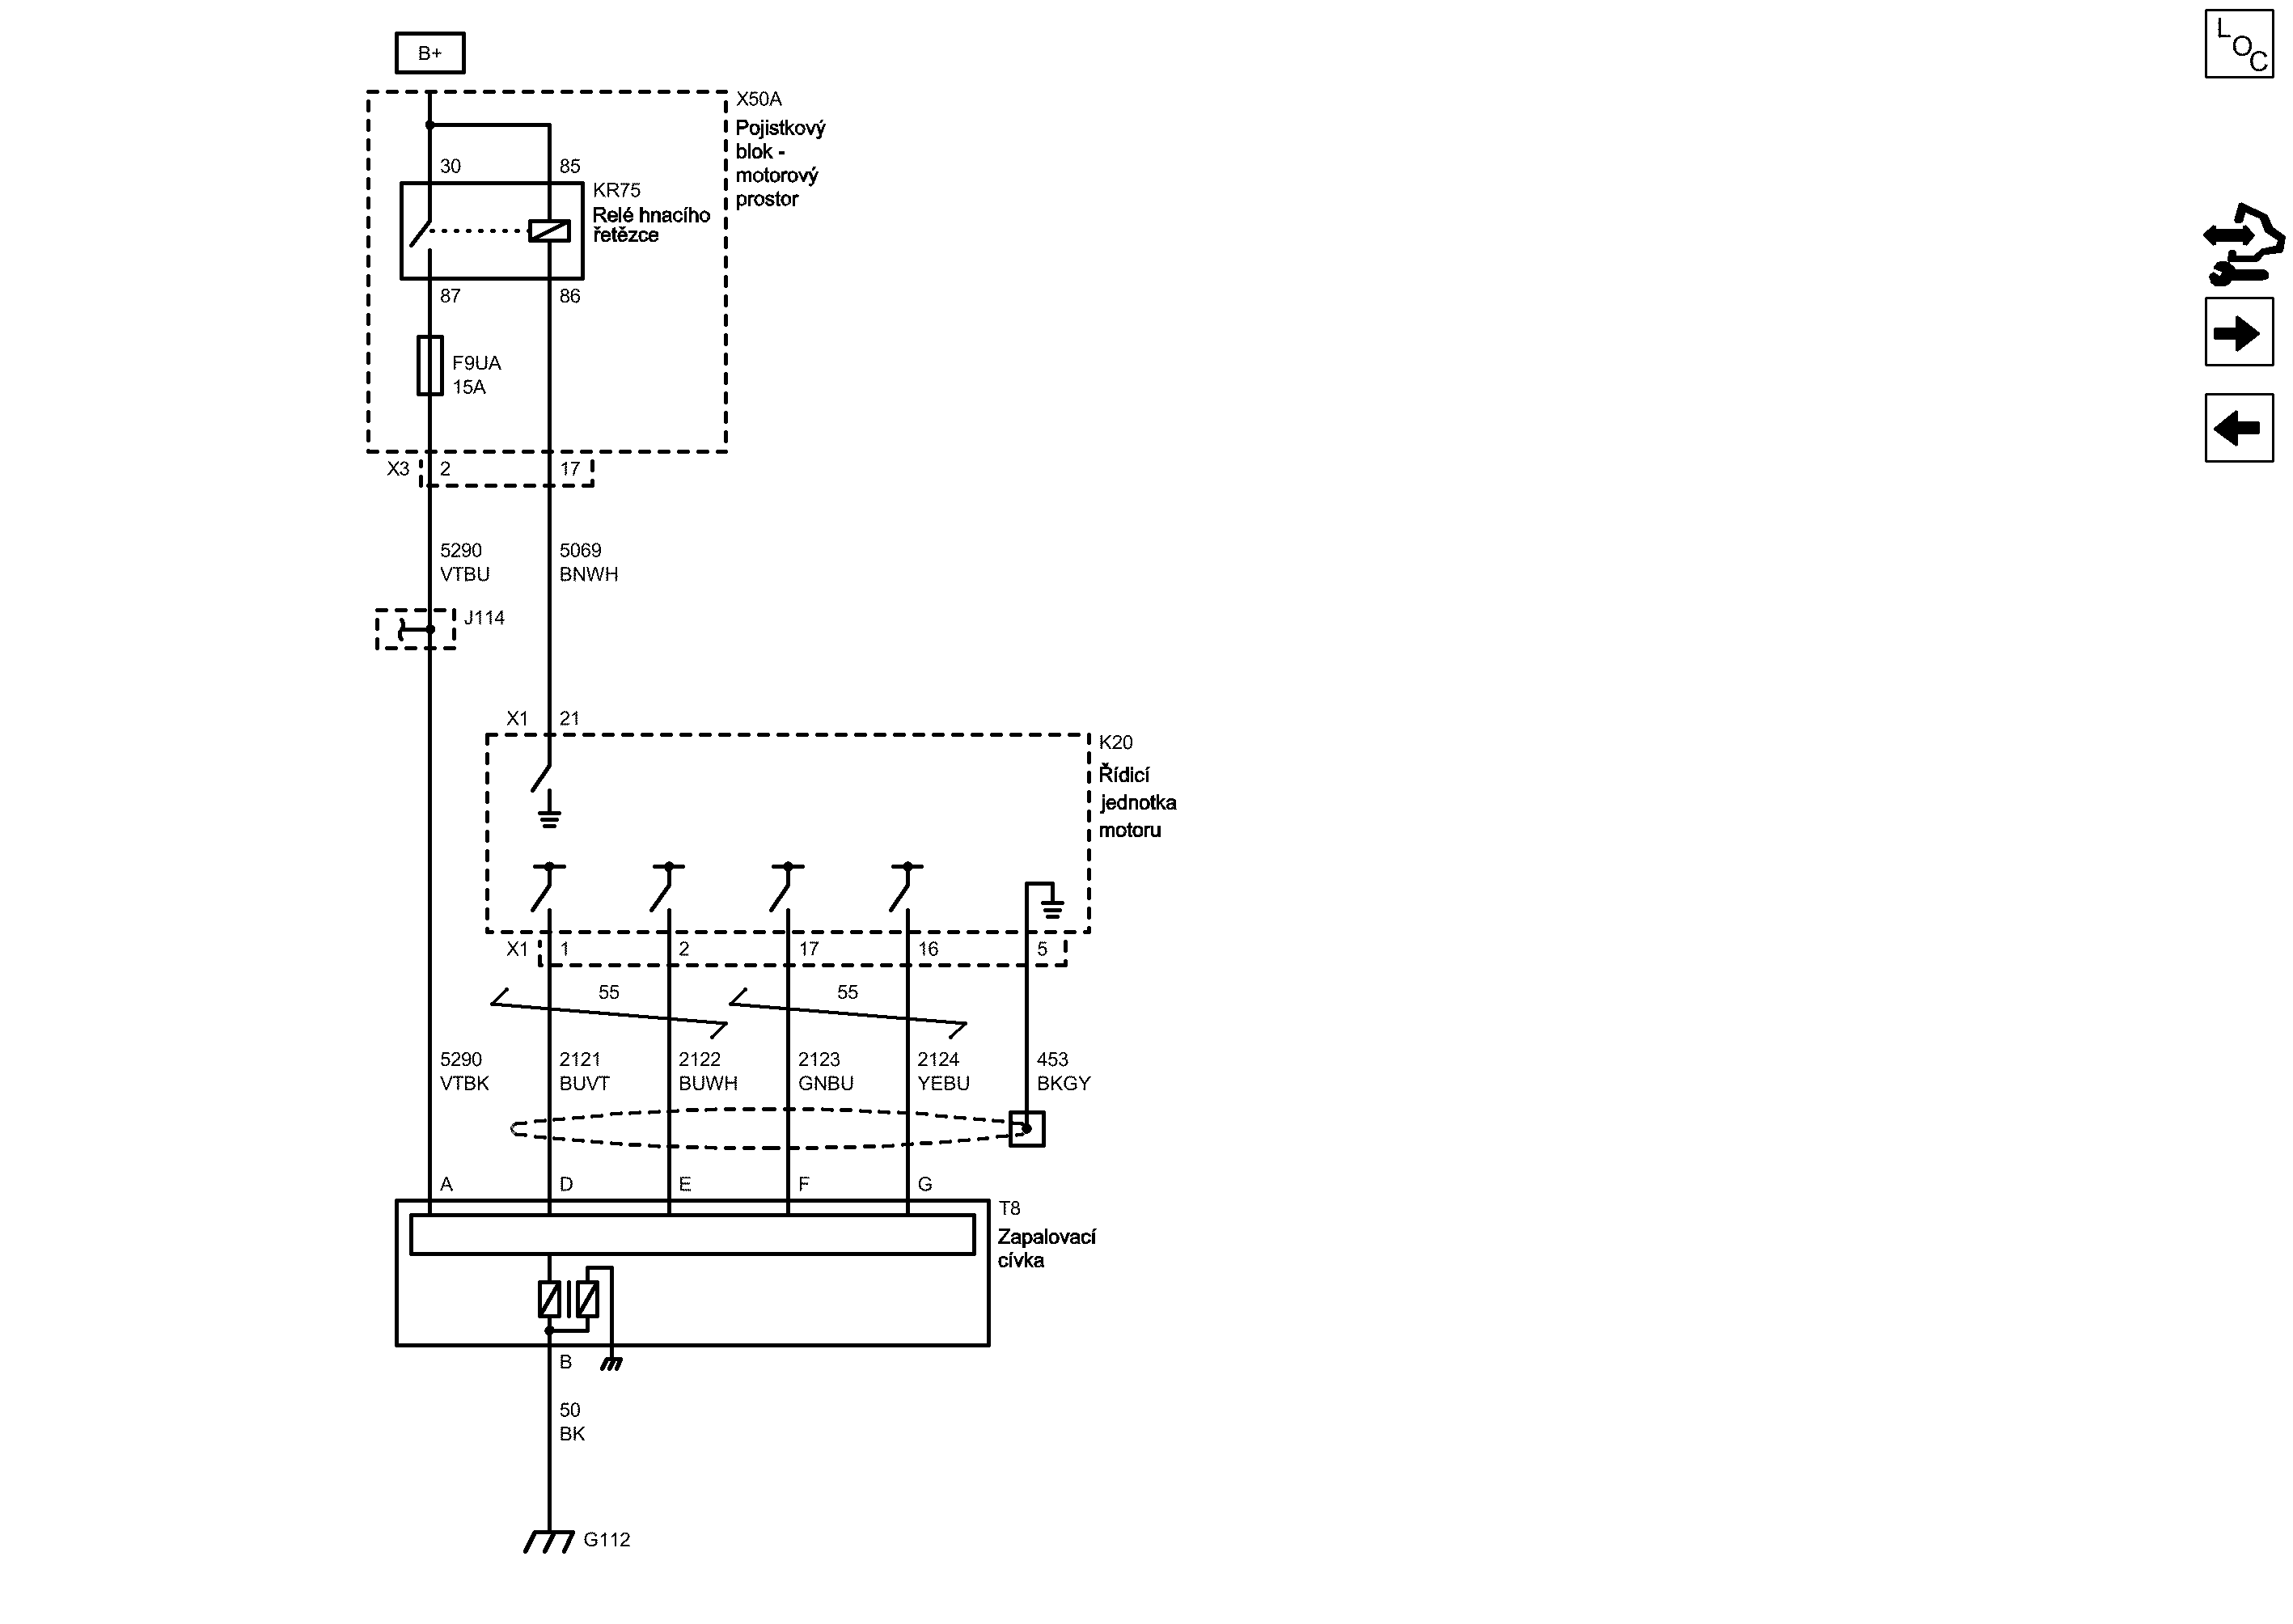 B+
LOC
X50A
Pojistkový
blok -
motorový
prostor
30
85
KR75
Relé hnacího
řetězce
87
86
F9UA
15A
X3
2
17
5290
VTBU
5069
BNWH
J114
X1
21
K20
Řídicí
jednotka
motoru
X1
1
2
17
16
5
55
55
5290
VTBK
2121
BUVT
2122
BUWH
2123
GNBU
2124
YEBU
453
BKGY
A
D
E
F
G
T8
Zapalovací
cívka
B
50
BK
G112